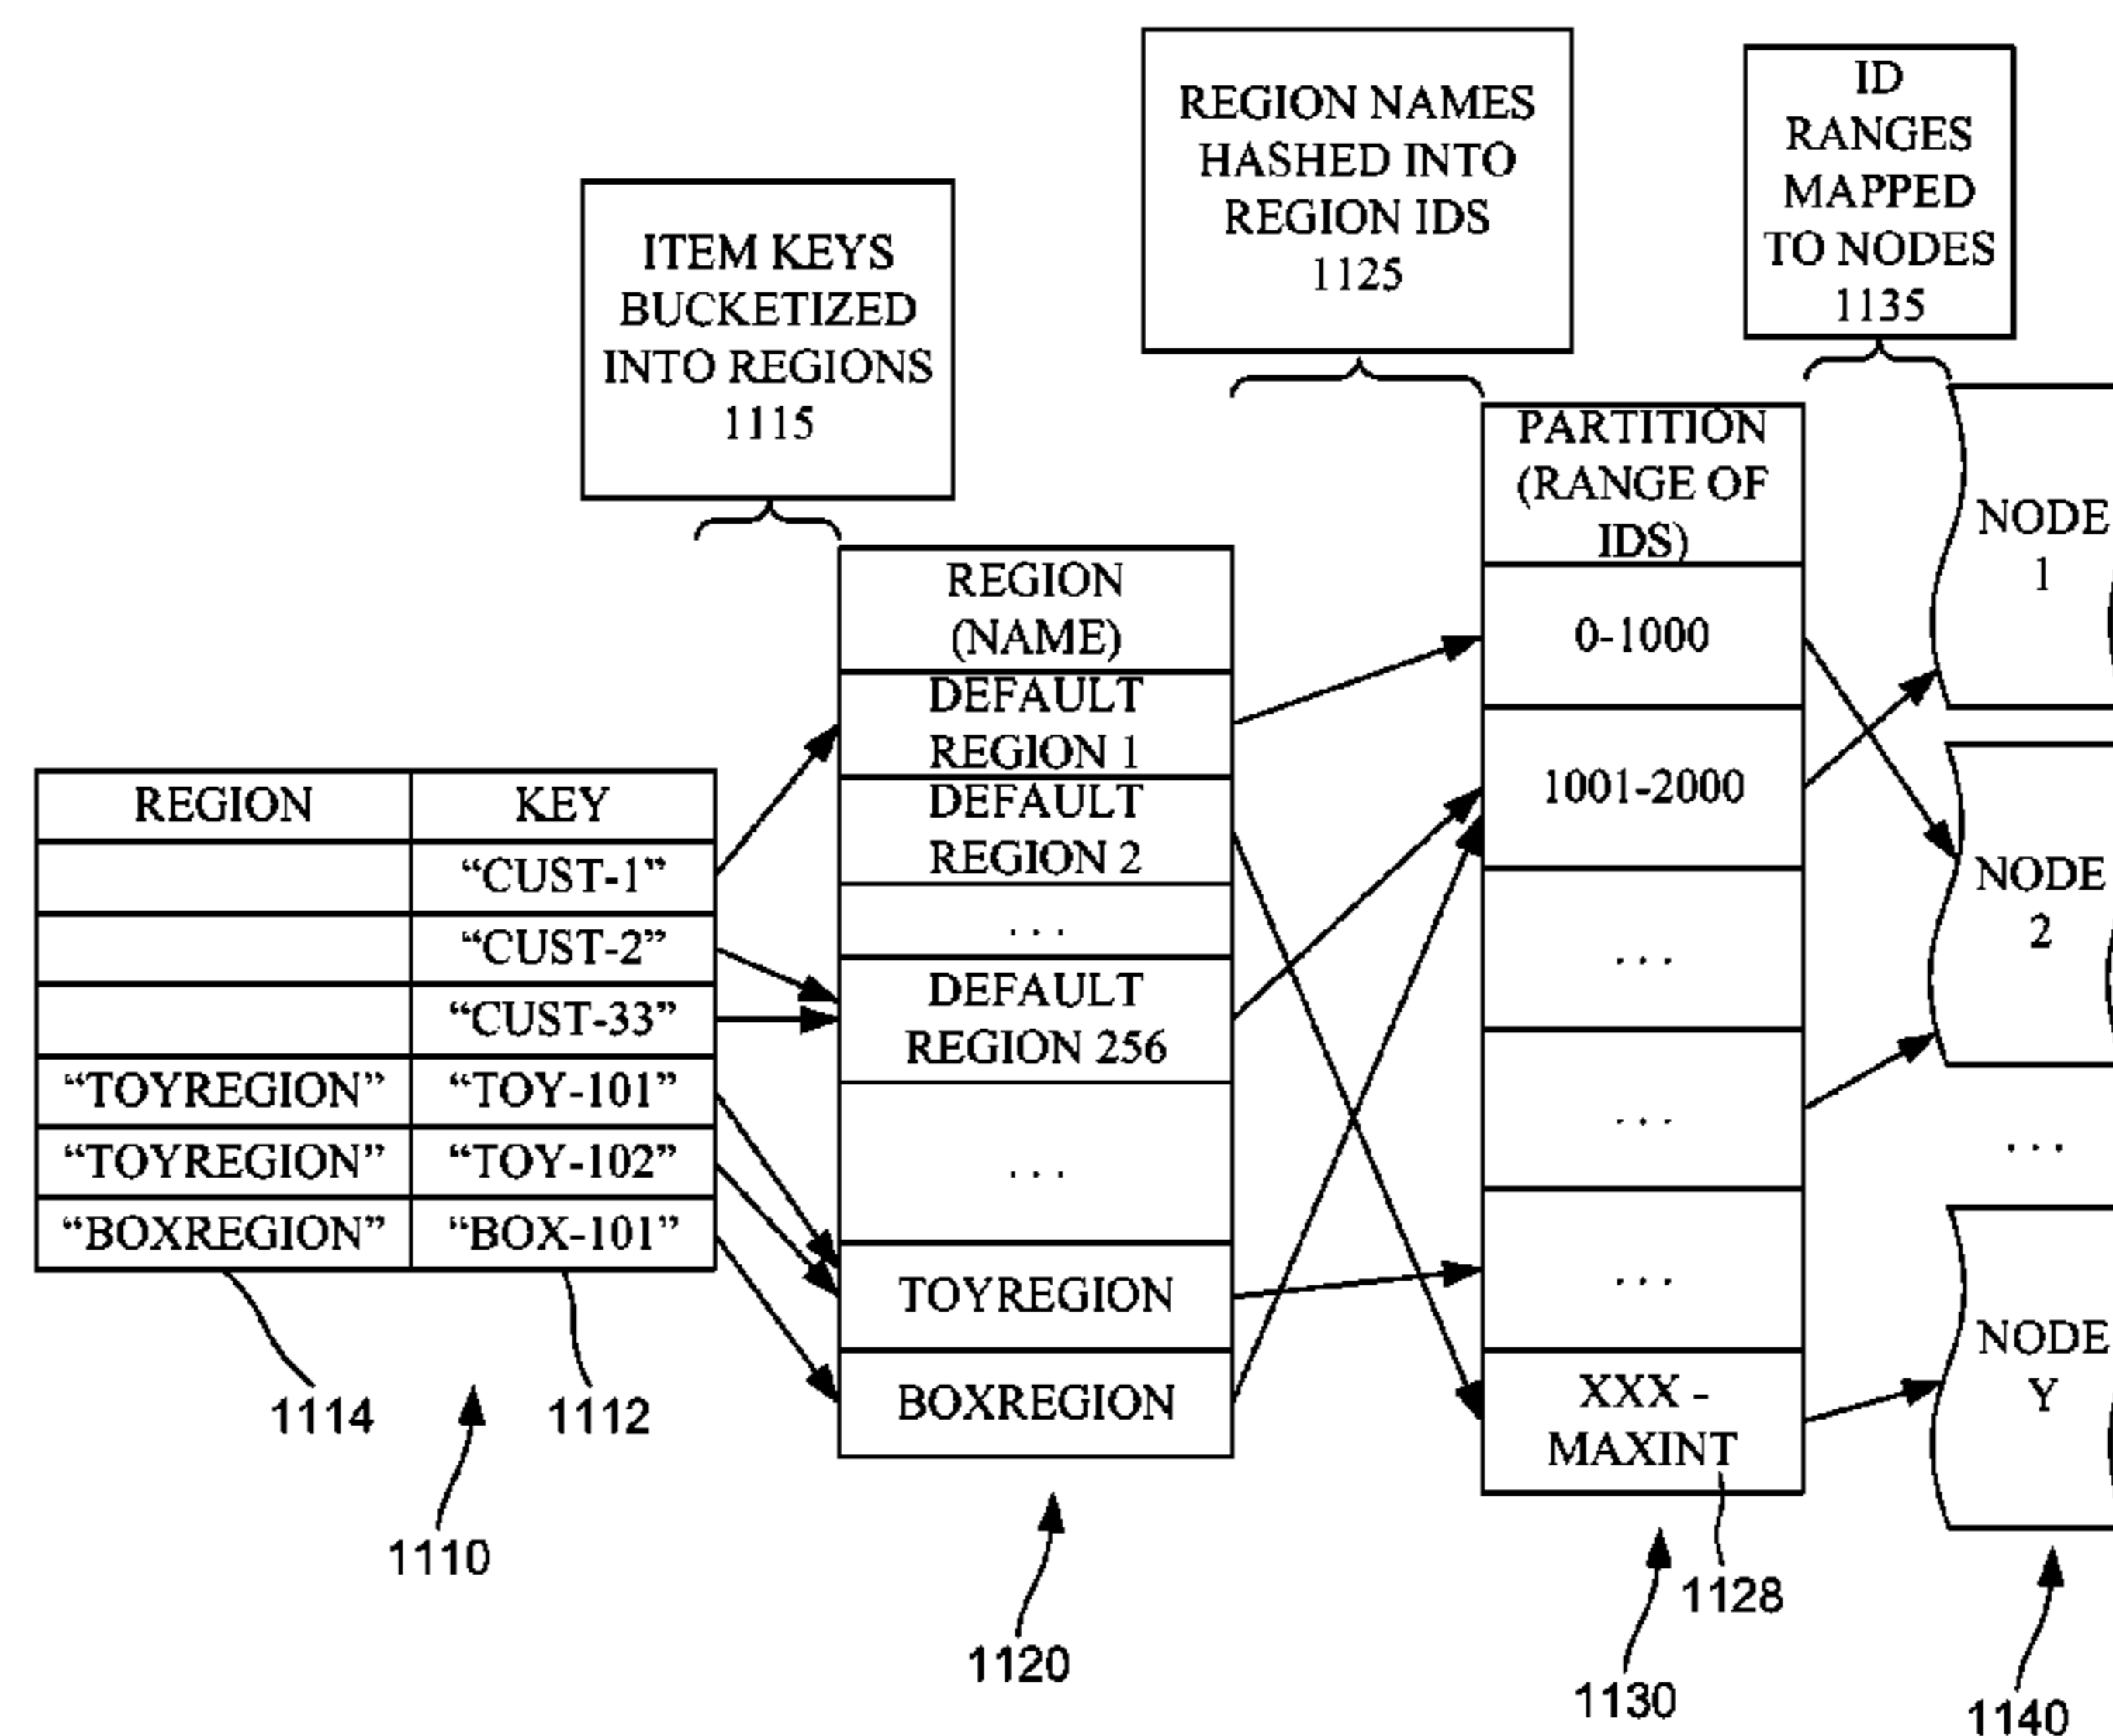 REGION NAMES
HASHED INTO
REGION IDS
1125
ID
RANGES
MAPPED
TO NODES
1135
ITEM KEYS
BUCKETIZED
INTO REGIONS
1115
REGION KEY
“CUST-1”
“CUST-2”
“CUST-33”
“TOYREGION” “TOY-101”
“TOYREGION” “TOY-102”
“BOXREGION” “BOX-101”
1114
1112
1110
REGION
(NAME)
DEFAULT
REGION 1
DEFAULT
REGION 2
. . .
DEFAULT
REGION 256
. . .
TOYREGION
BOXREGION
1120
PARTITION
(RANGE OF
IDS)
0-1000
1001-2000
. . .
. . .
. . .
XXX -
MAXINT
1128
1130
NODE
1
NODE
2
. . .
NODE
Y
1140